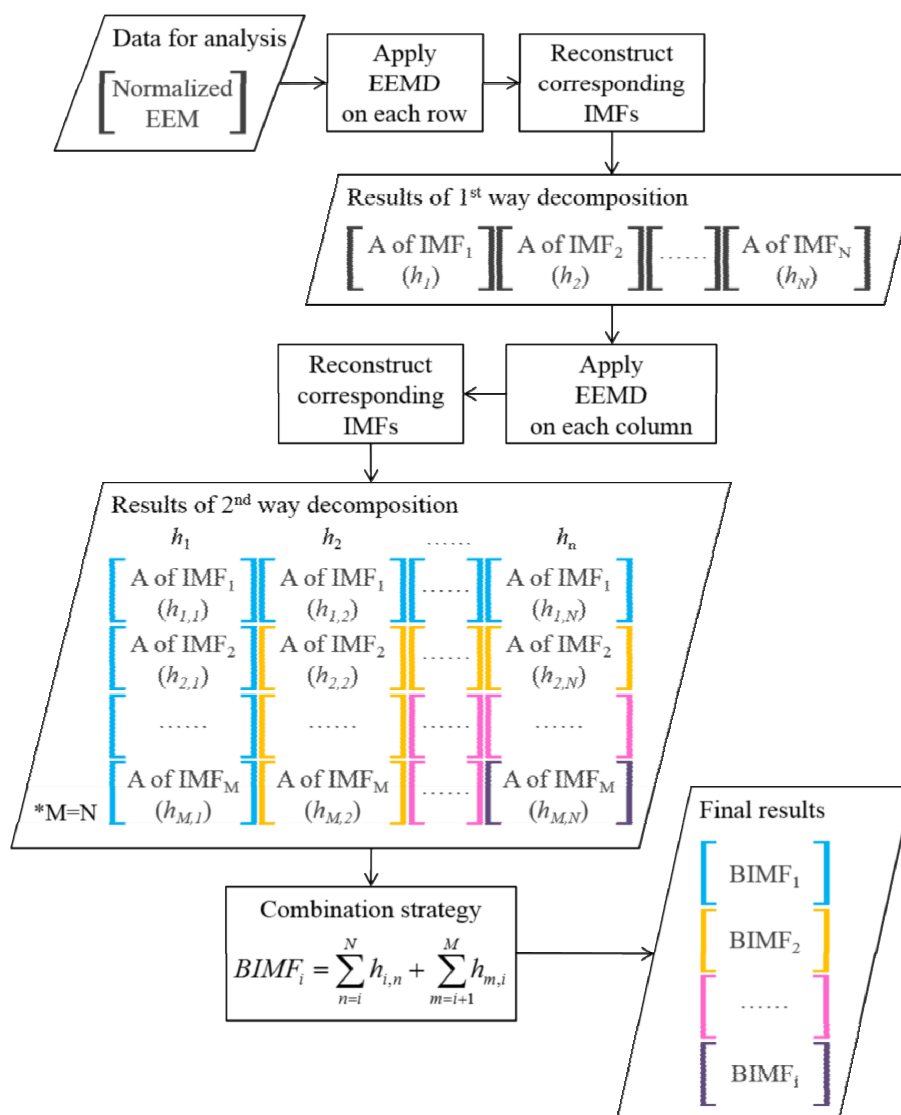 Data for analysis
Normalized
EEM
Apply
EEMD
on each row
Reconstruct
corresponding
IMFs
Results of 1st way decomposition
A of IMF1 A of IMF2 ...... A of IMFN
(h1) (h2) (hN)
Reconstruct
corresponding
IMFs
Apply
EEMD
on each column
Results of 2nd way decomposition
h1 h2 ...... hn
A of IMF1 A of IMF1 ...... A of IMF1
(h1,1) (h1,2) (h1,N)
A of IMF2 A of IMF2 ...... A of IMF2
(h2,1) (h2,2) (h2,N)
...... ...... ...... ......
A of IMFM A of IMFM ...... A of IMFM
*M=N (hM,1) (hM,2) (hM,N)
Combination strategy
BIMFi = ∑_{n=i}^{N} hi,n + ∑_{m=i+1}^{M} hm,i
Final results
BIMF1
BIMF2
......
BIMFi